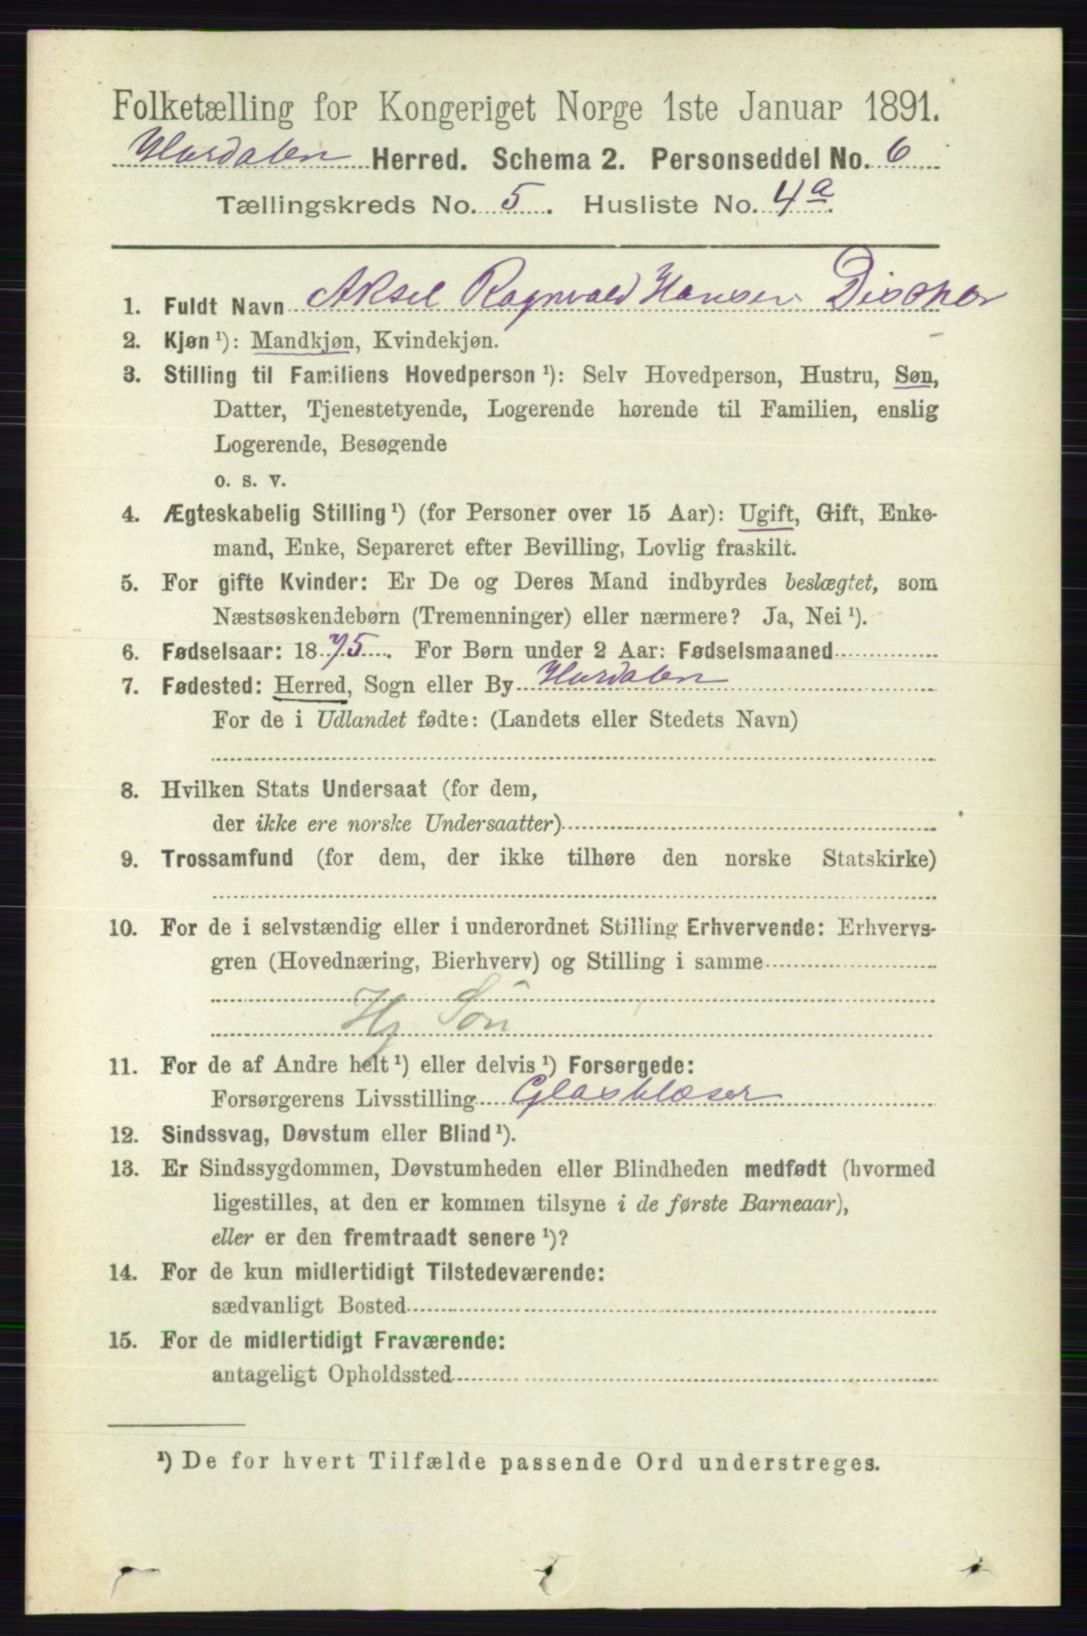 Folketælling for Kongeriget Norge 1ste Januar 1891.
Hurdalen Herred. Schema 2. Personseddel No. 6
Tællingskreds No. 5. Husliste No. 4a.
1. Fuldt Navn Aksel Ragnvald Hansen Discher
2. Kjøn ¹): Mandkjøn, Kvindekjøn.
3. Stilling til Familiens Hovedperson ¹): Selv Hovedperson, Hustru, Søn,
Datter, Tjenestetyende, Logerende hørende til Familien, enslig
Logerende, Besøgende
o. s. v.
4. Ægteskabelig Stilling ¹) (for Personer over 15 Aar): Ugift, Gift, Enke-
mand, Enke, Separeret efter Bevilling, Lovlig fraskilt.
5. For gifte Kvinder: Er De og Deres Mand indbyrdes beslægtet, som
Næstsøskendebørn (Tremenninger) eller nærmere? Ja, Nei ¹).
6. Fødselsaar: 1875. For Børn under 2 Aar: Fødselsmaaned
7. Fødested: Herred, Sogn eller By Hurdalen
For de i Udlandet fødte: (Landets eller Stedets Navn)
8. Hvilken Stats Undersaat (for dem,
der ikke ere norske Undersaatter)
9. Trossamfund (for dem, der ikke tilhøre den norske Statskirke)
10. For de i selvstændig eller i underordnet Stilling Erhvervende: Erhvervs-
gren (Hovednæring, Bierhverv) og Stilling i samme
Hj Søn
11. For de af Andre helt ¹) eller delvis ¹) Forsørgede:
Forsørgerens Livsstilling Glasblæser
12. Sindssvag, Døvstum eller Blind ¹).
13. Er Sindssygdommen, Døvstumheden eller Blindheden medfødt (hvormed
ligestilles, at den er kommen tilsyne i de første Barneaar),
eller er den fremtraadt senere ¹)?
14. For de kun midlertidigt Tilstedeværende:
sædvanligt Bosted
15. For de midlertidigt Fraværende:
antageligt Opholdssted
¹) De for hvert Tilfælde passende Ord understreges.